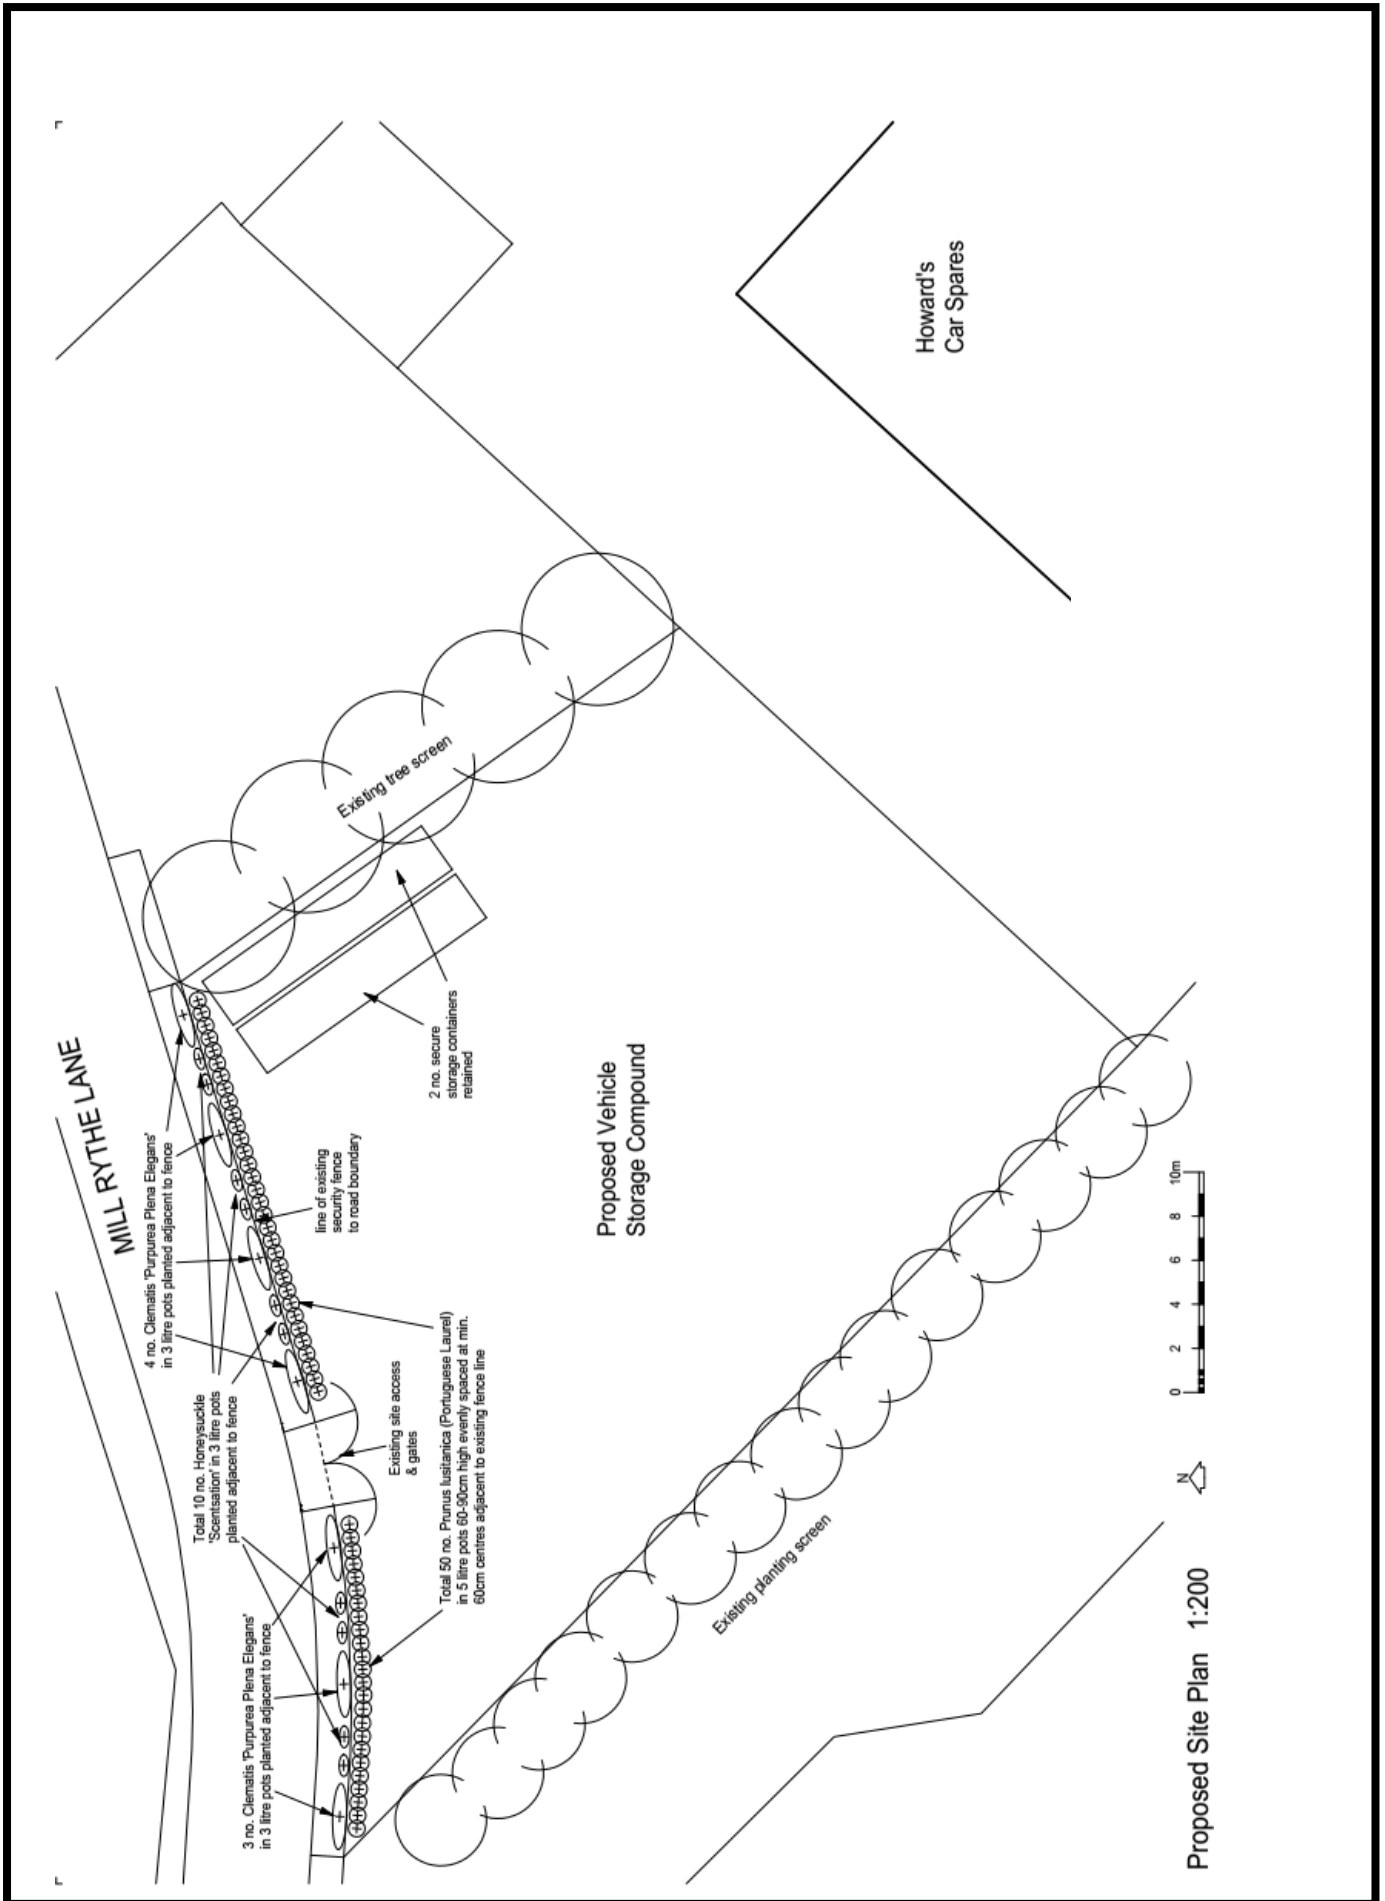 MILL RYTHE LANE
3 no. Clematis 'Purpurea Plena Elegans'
in 3 litre pots planted adjacent to fence
Total 10 no. Honeysuckle
'Scentsation' in 3 litre pots
planted adjacent to fence
4 no. Clematis 'Purpurea Plena Elegans'
in 3 litre pots planted adjacent to fence
line of existing
security fence
to road boundary
Existing site access
& gates
Total 50 no. Prunus lusitanica (Portuguese Laurel)
in 5 litre pots 60-90cm high evenly spaced at min.
60cm centres adjacent to existing fence line
2 no. secure
storage containers
retained
Existing tree screen
Proposed Vehicle
Storage Compound
Howard's
Car Spares
Existing planting screen
N
0 2 4 6 8 10m
Proposed Site Plan 1:200